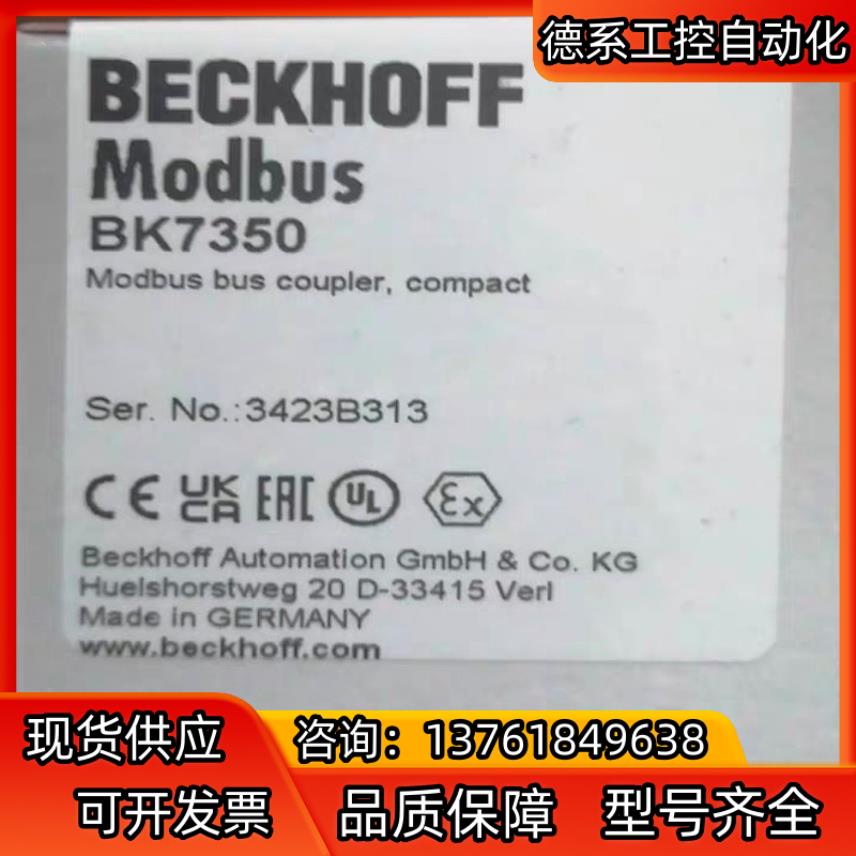 德系工控自动化
BECKHOFF
Modbus
BK7350
Modbus bus coupler, compact
Ser. No.:3423B313
CE UK CA EAC UL Ex
Beckhoff Automation GmbH & Co. KG
Huelshorstweg 20 D-33415 Verl
Made in GERMANY
www.beckhoff.com
现货供应 咨询：13761849638
可开发票 品质保障 型号齐全